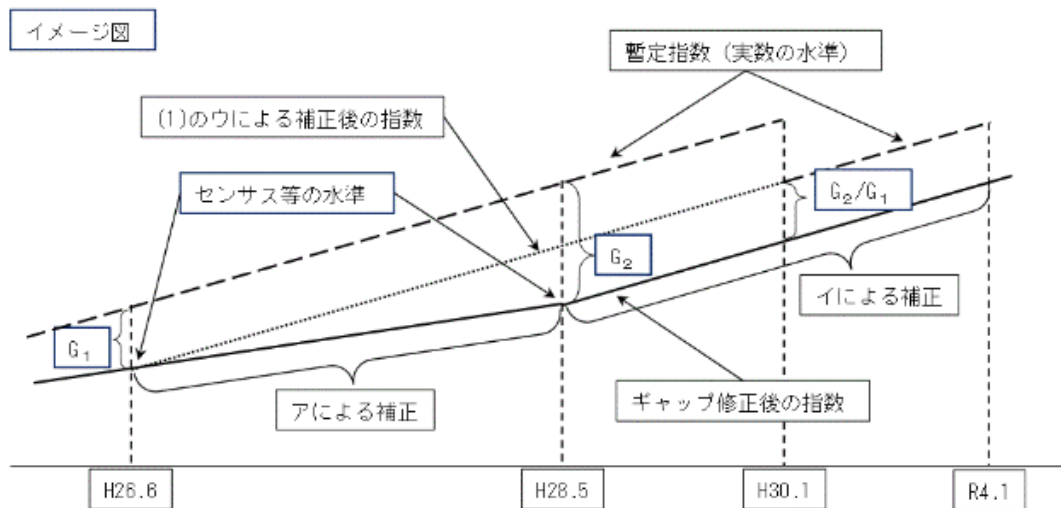 イメージ図
暫定指数（実数の水準）
(1)のウによる補正後の指数
センサス等の水準
G₂/G₁
G₂
イによる補正
G₁
アによる補正
ギャップ修正後の指数
H26.6
H28.5
H30.1
R4.1